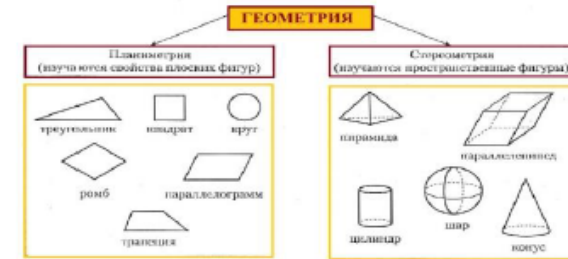 ГЕОМЕТРИЯ
Планиметрия
(изучаются свойства плоских фигур)
Стереометрия
(изучаются пространственные фигуры)
треугольник
квадрат
круг
ромб
параллелограмм
трапеция
пирамида
параллелепипед
цилиндр
шар
конус